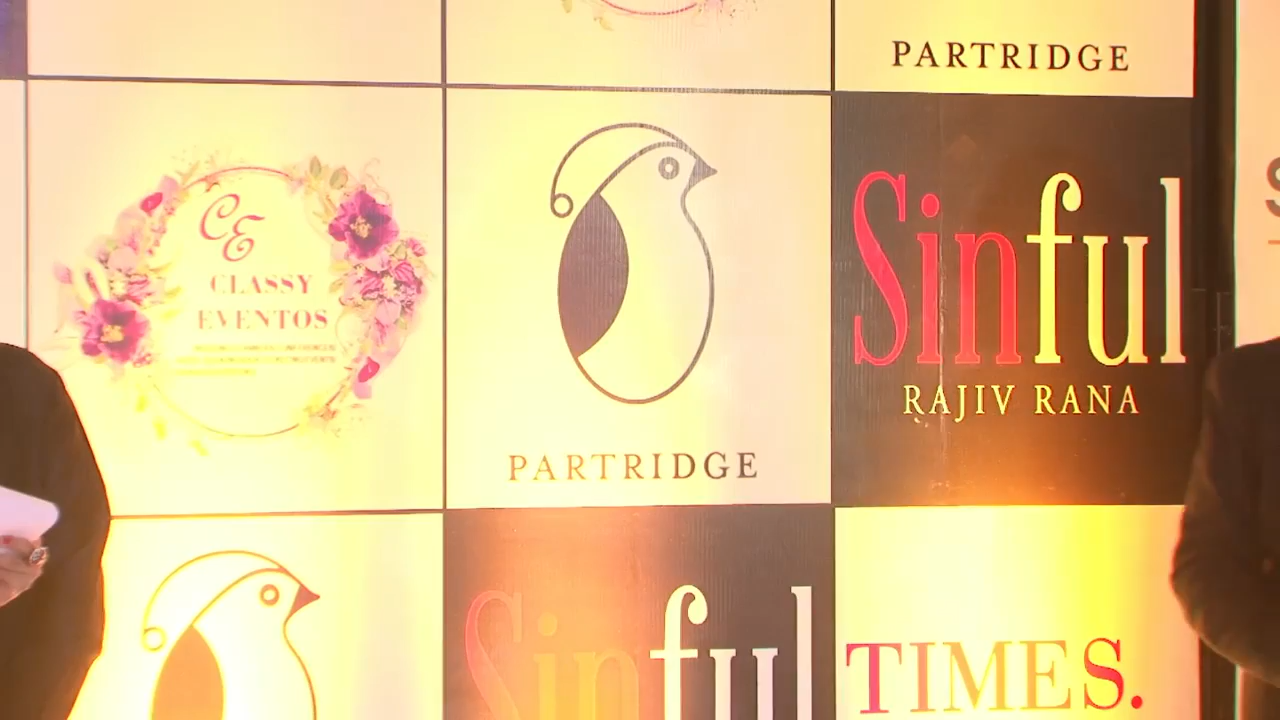 PARTRIDGE
CE
CLASSY
EVENTOS
PARTRIDGE
Sinful
RAJIV RANA
Sinful
TIMES.